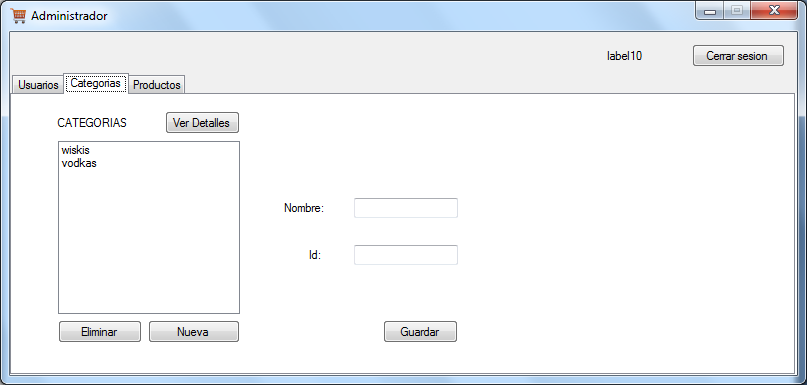 Administrador
label10
Cerrar sesion
Usuarios Categorias Productos
CATEGORIAS
Ver Detalles
wiskis
vodkas
Nombre:
Id:
Eliminar
Nueva
Guardar